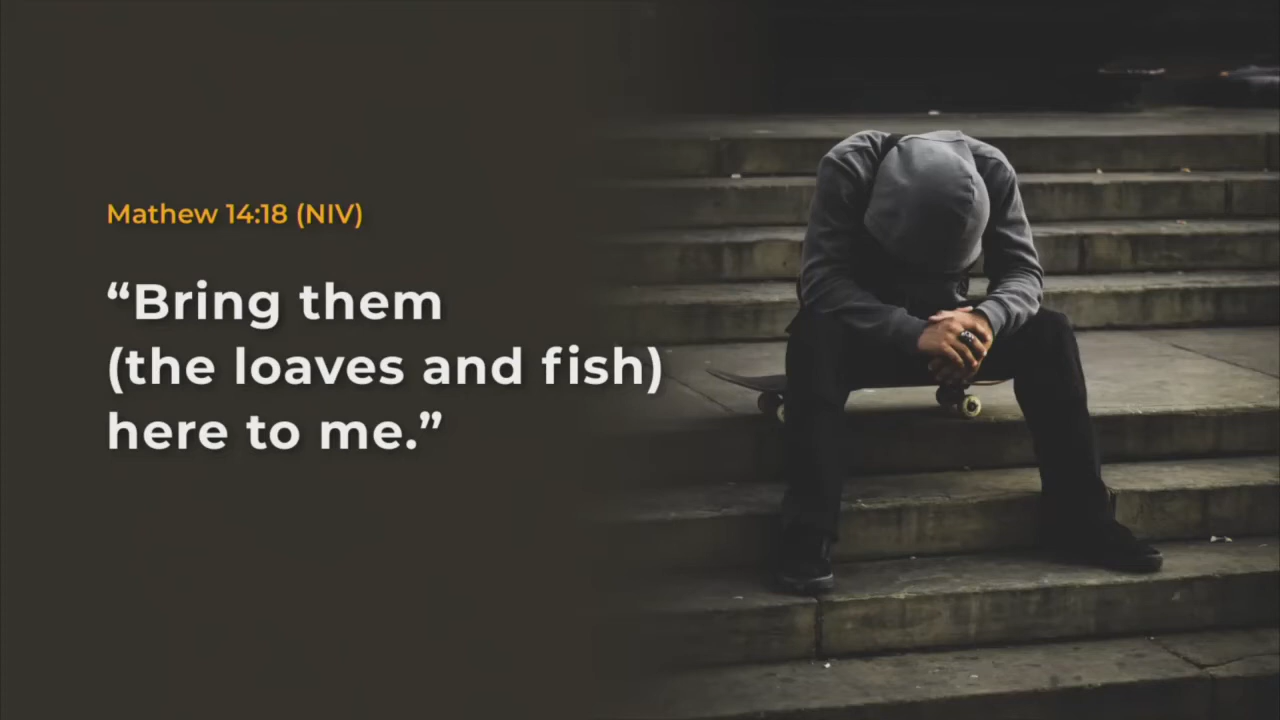 Mathew 14:18 (NIV)
“Bring them
(the loaves and fish)
here to me.”